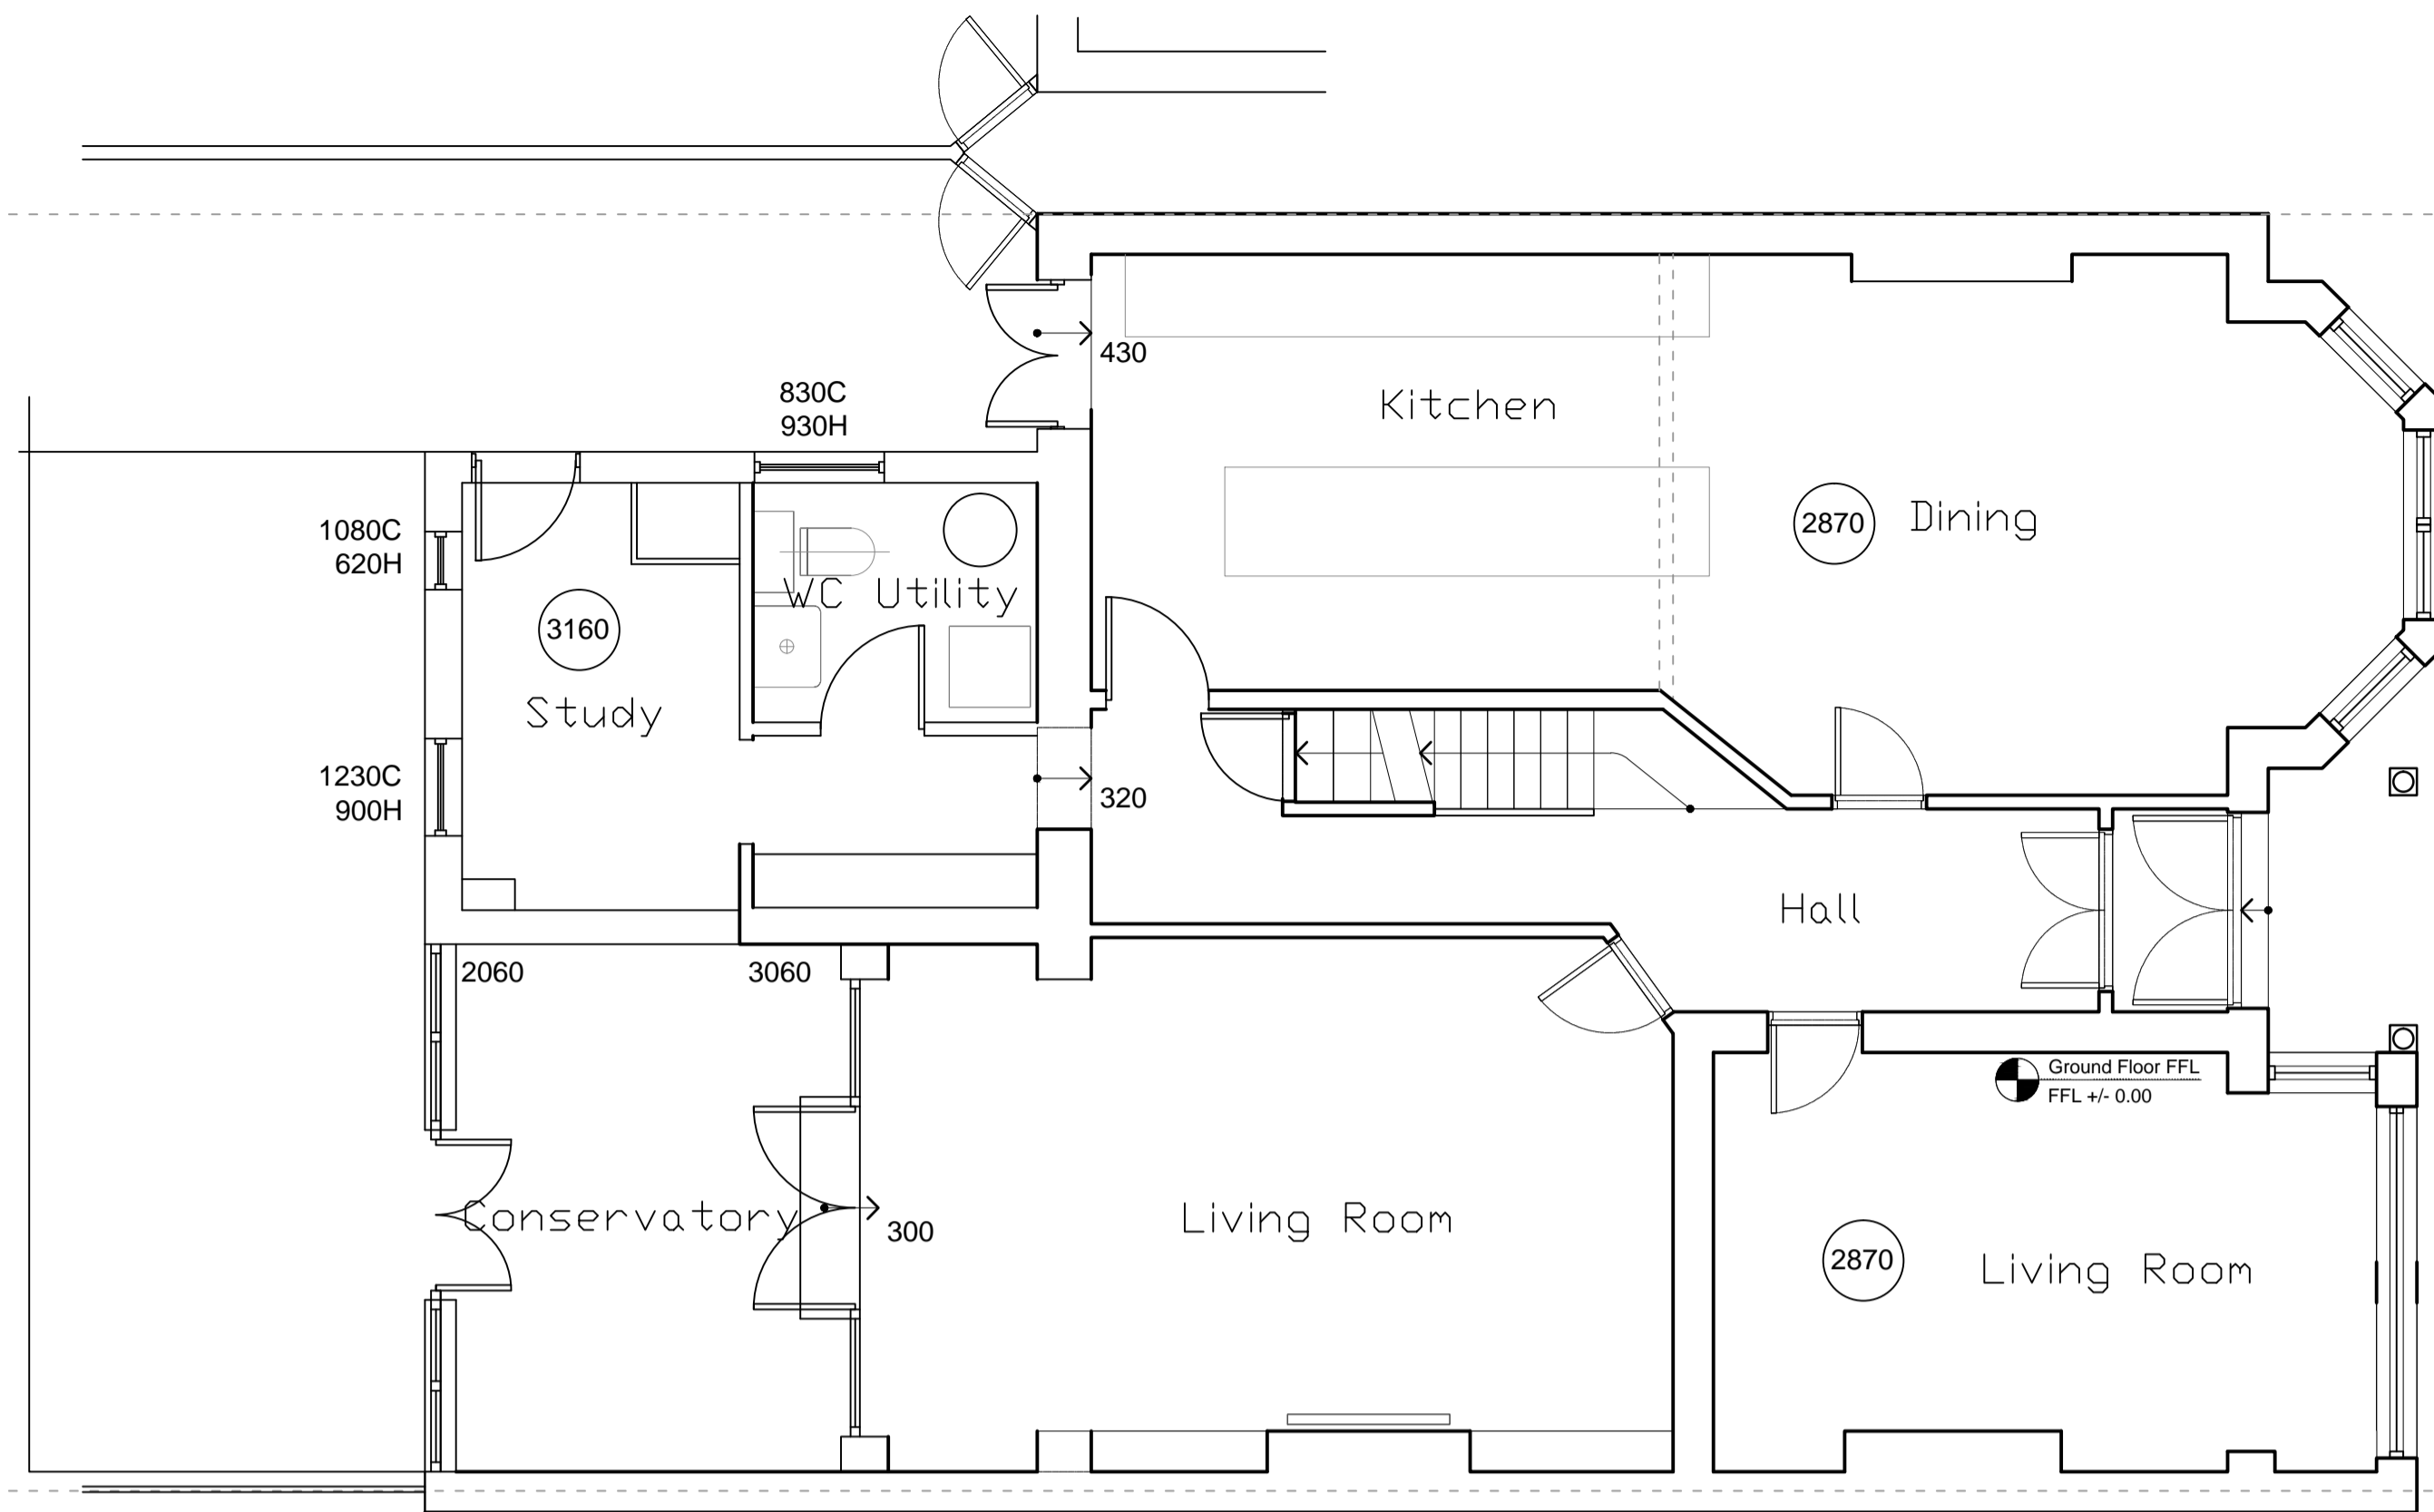 430
830C
930H
Kitchen
1080C
620H
2870
Dining
WC Utility
3160
Study
1230C
900H
320
Hall
2060
3060
Ground Floor FFL
FFL +/- 0.00
Conservatory
300
Living Room
2870
Living Room